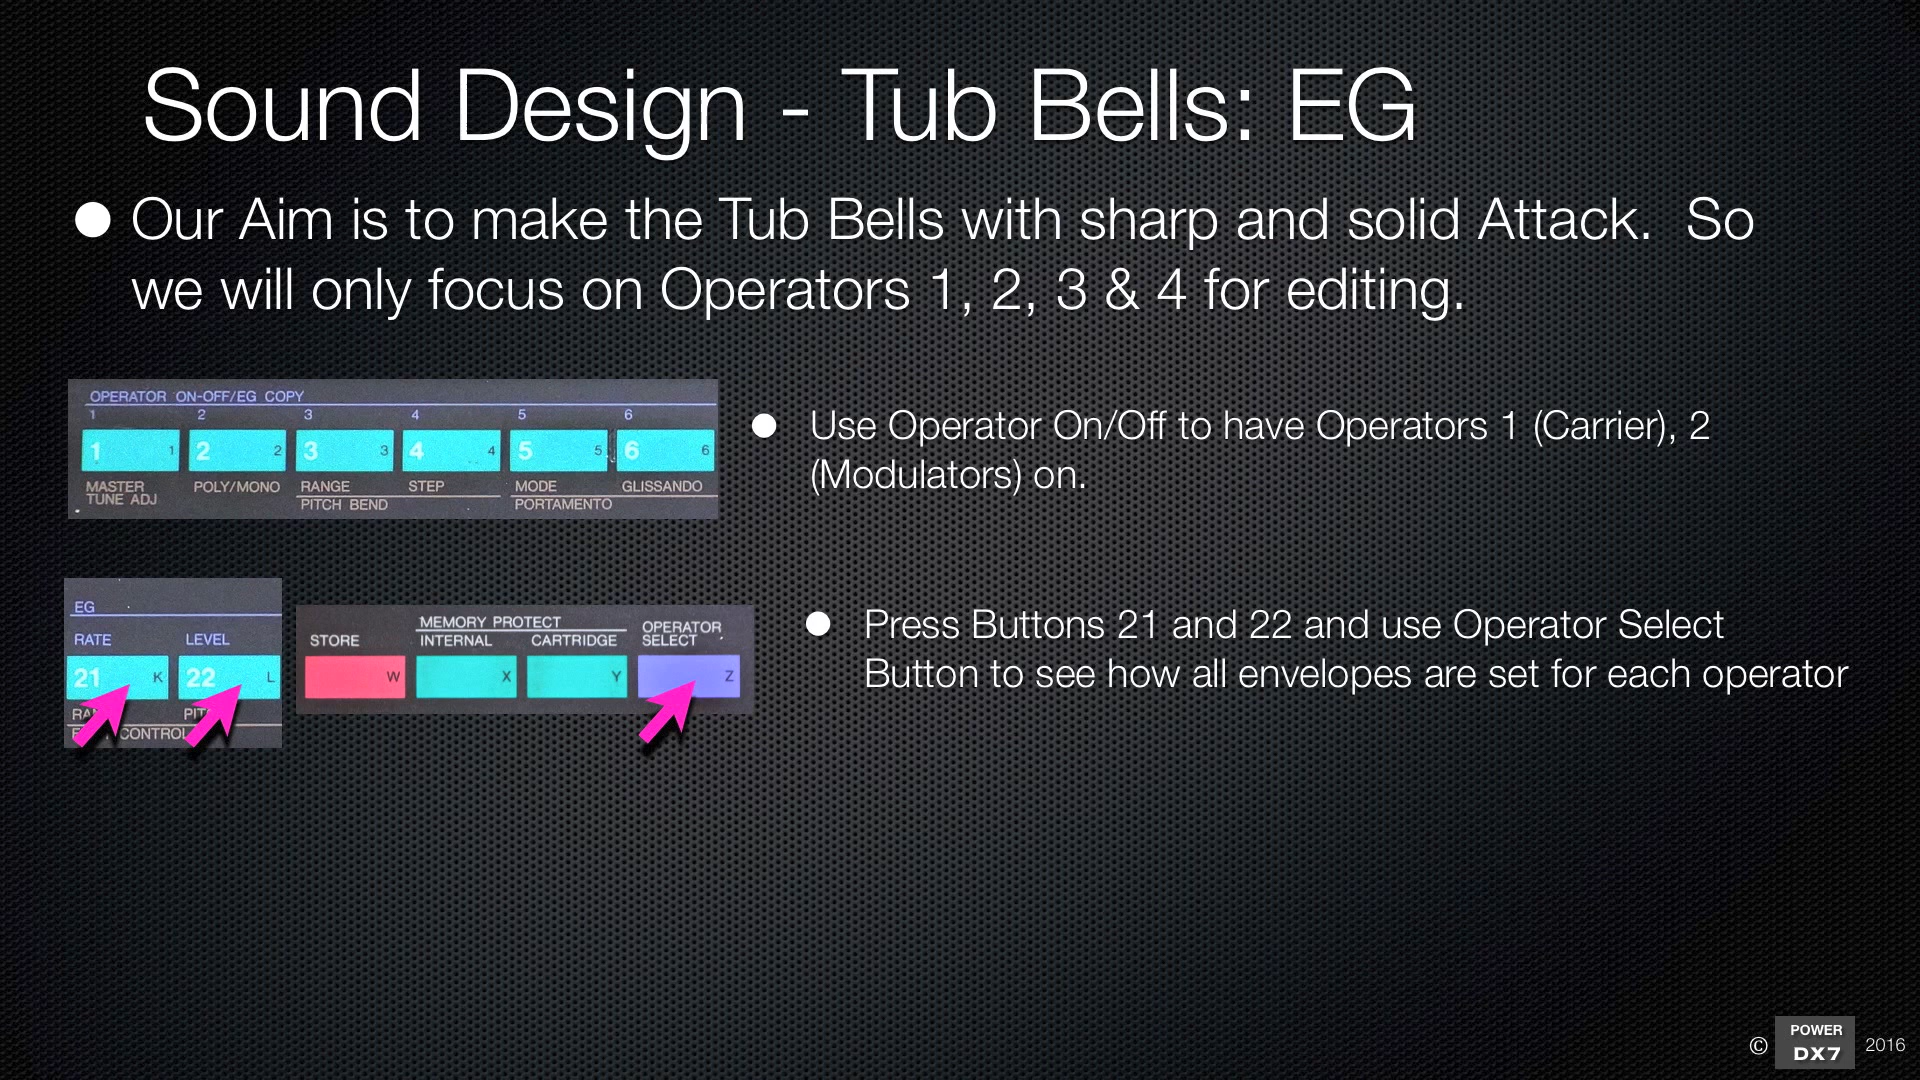 Sound Design - Tub Bells: EG
Our Aim is to make the Tub Bells with sharp and solid Attack. So
we will only focus on Operators 1, 2, 3 & 4 for editing.
OPERATOR ON-OFF/EG COPY
1 2 3 4 5 6
1 1 2 2 3 3 4 4 5 5 6 6
MASTER POLY/MONO RANGE STEP MODE GLISSANDO
TUNE ADJ PITCH BEND PORTAMENTO
Use Operator On/Off to have Operators 1 (Carrier), 2
(Modulators) on.
EG
RATE LEVEL
21 K 22 L
CONTROL
MEMORY PROTECT OPERATOR
STORE INTERNAL CARTRIDGE SELECT
W X Y Z
Press Buttons 21 and 22 and use Operator Select
Button to see how all envelopes are set for each operator
© POWER DX7 2016